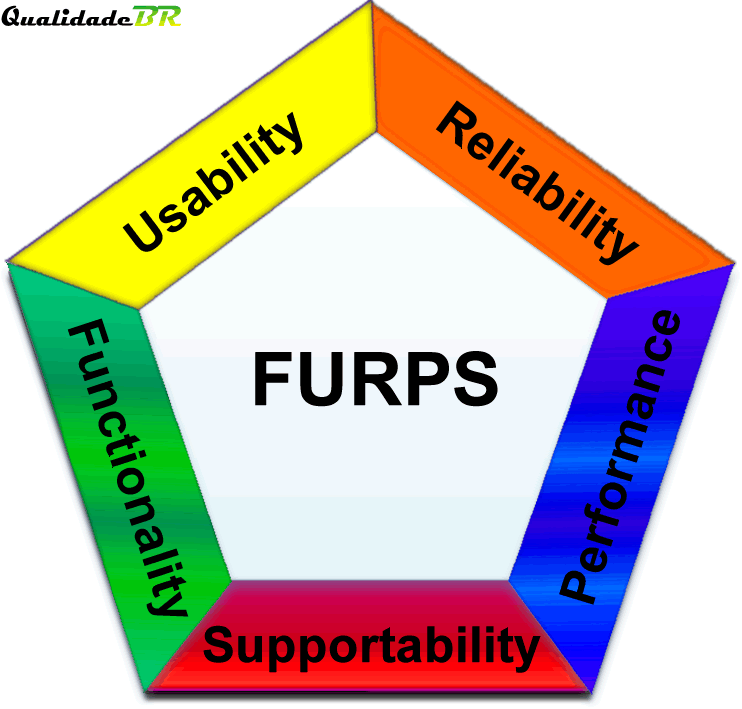 QualidadeBR
Usability
Reliability
Functionality
FURPS
Performance
Supportability